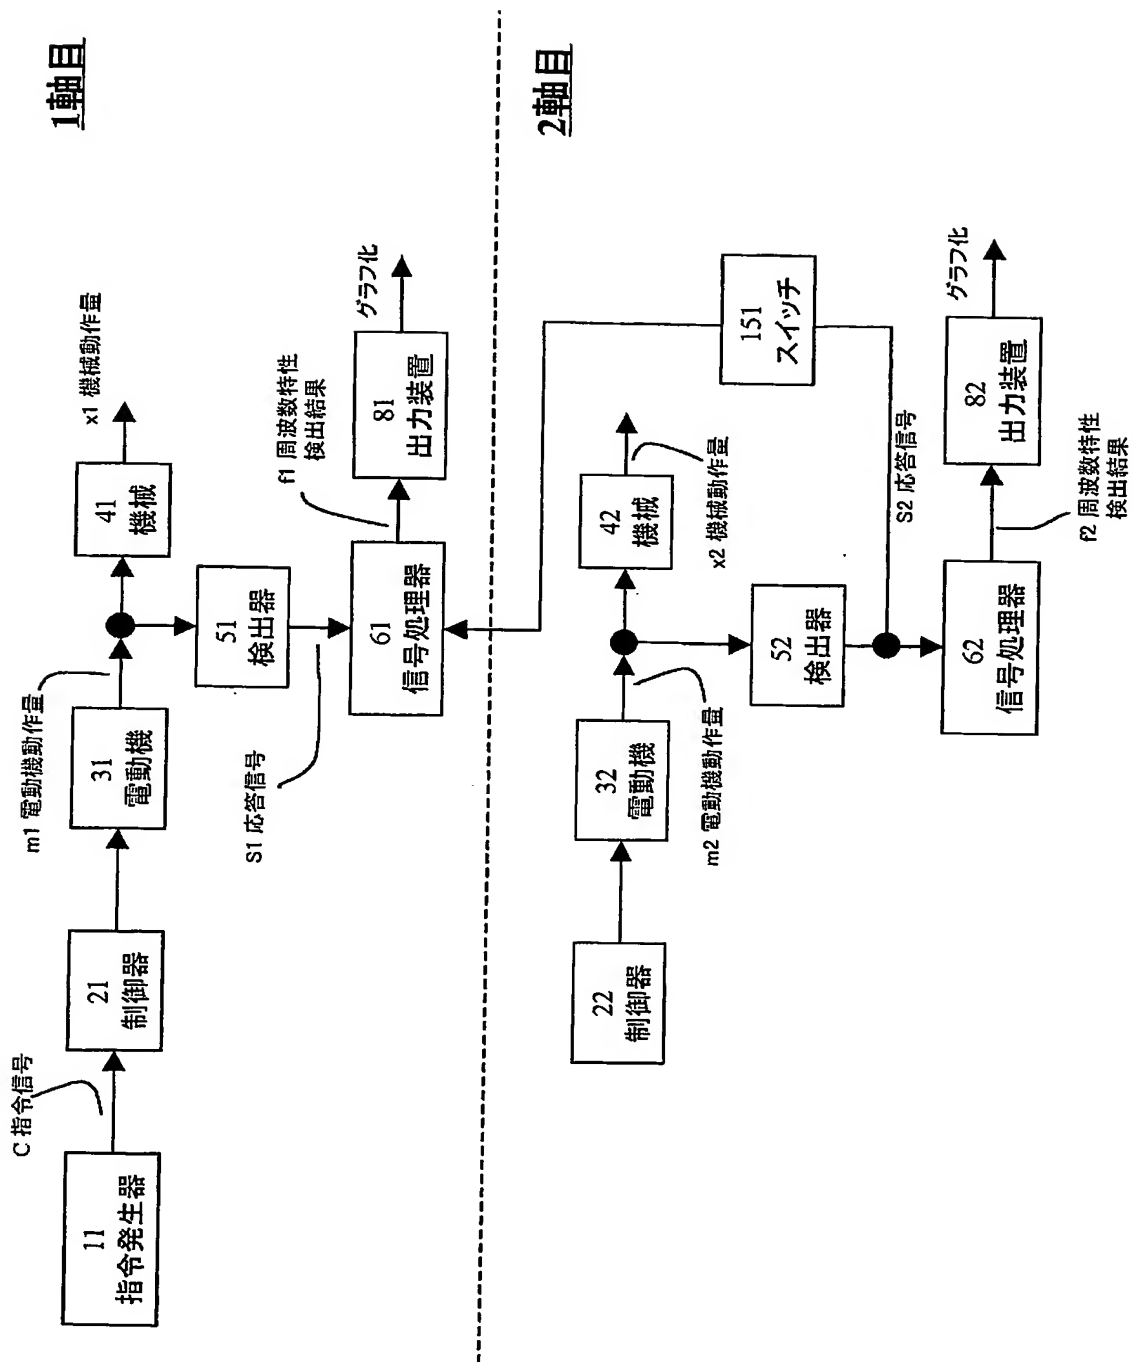 1軸目
C 指令信号
11
指令発生器
21
制御器
m1 電動機動作量
31
電動機
x1 機械動作量
41
機械
51
検出器
S1 応答信号
61
信号処理器
f1 周波数特性
検出結果
81
出力装置
グラフ化
2軸目
22
制御器
32
電動機
m2 電動機動作量
42
機械
x2 機械動作量
52
検出器
151
スイッチ
S2 応答信号
62
信号処理器
f2 周波数特性
検出結果
82
出力装置
グラフ化